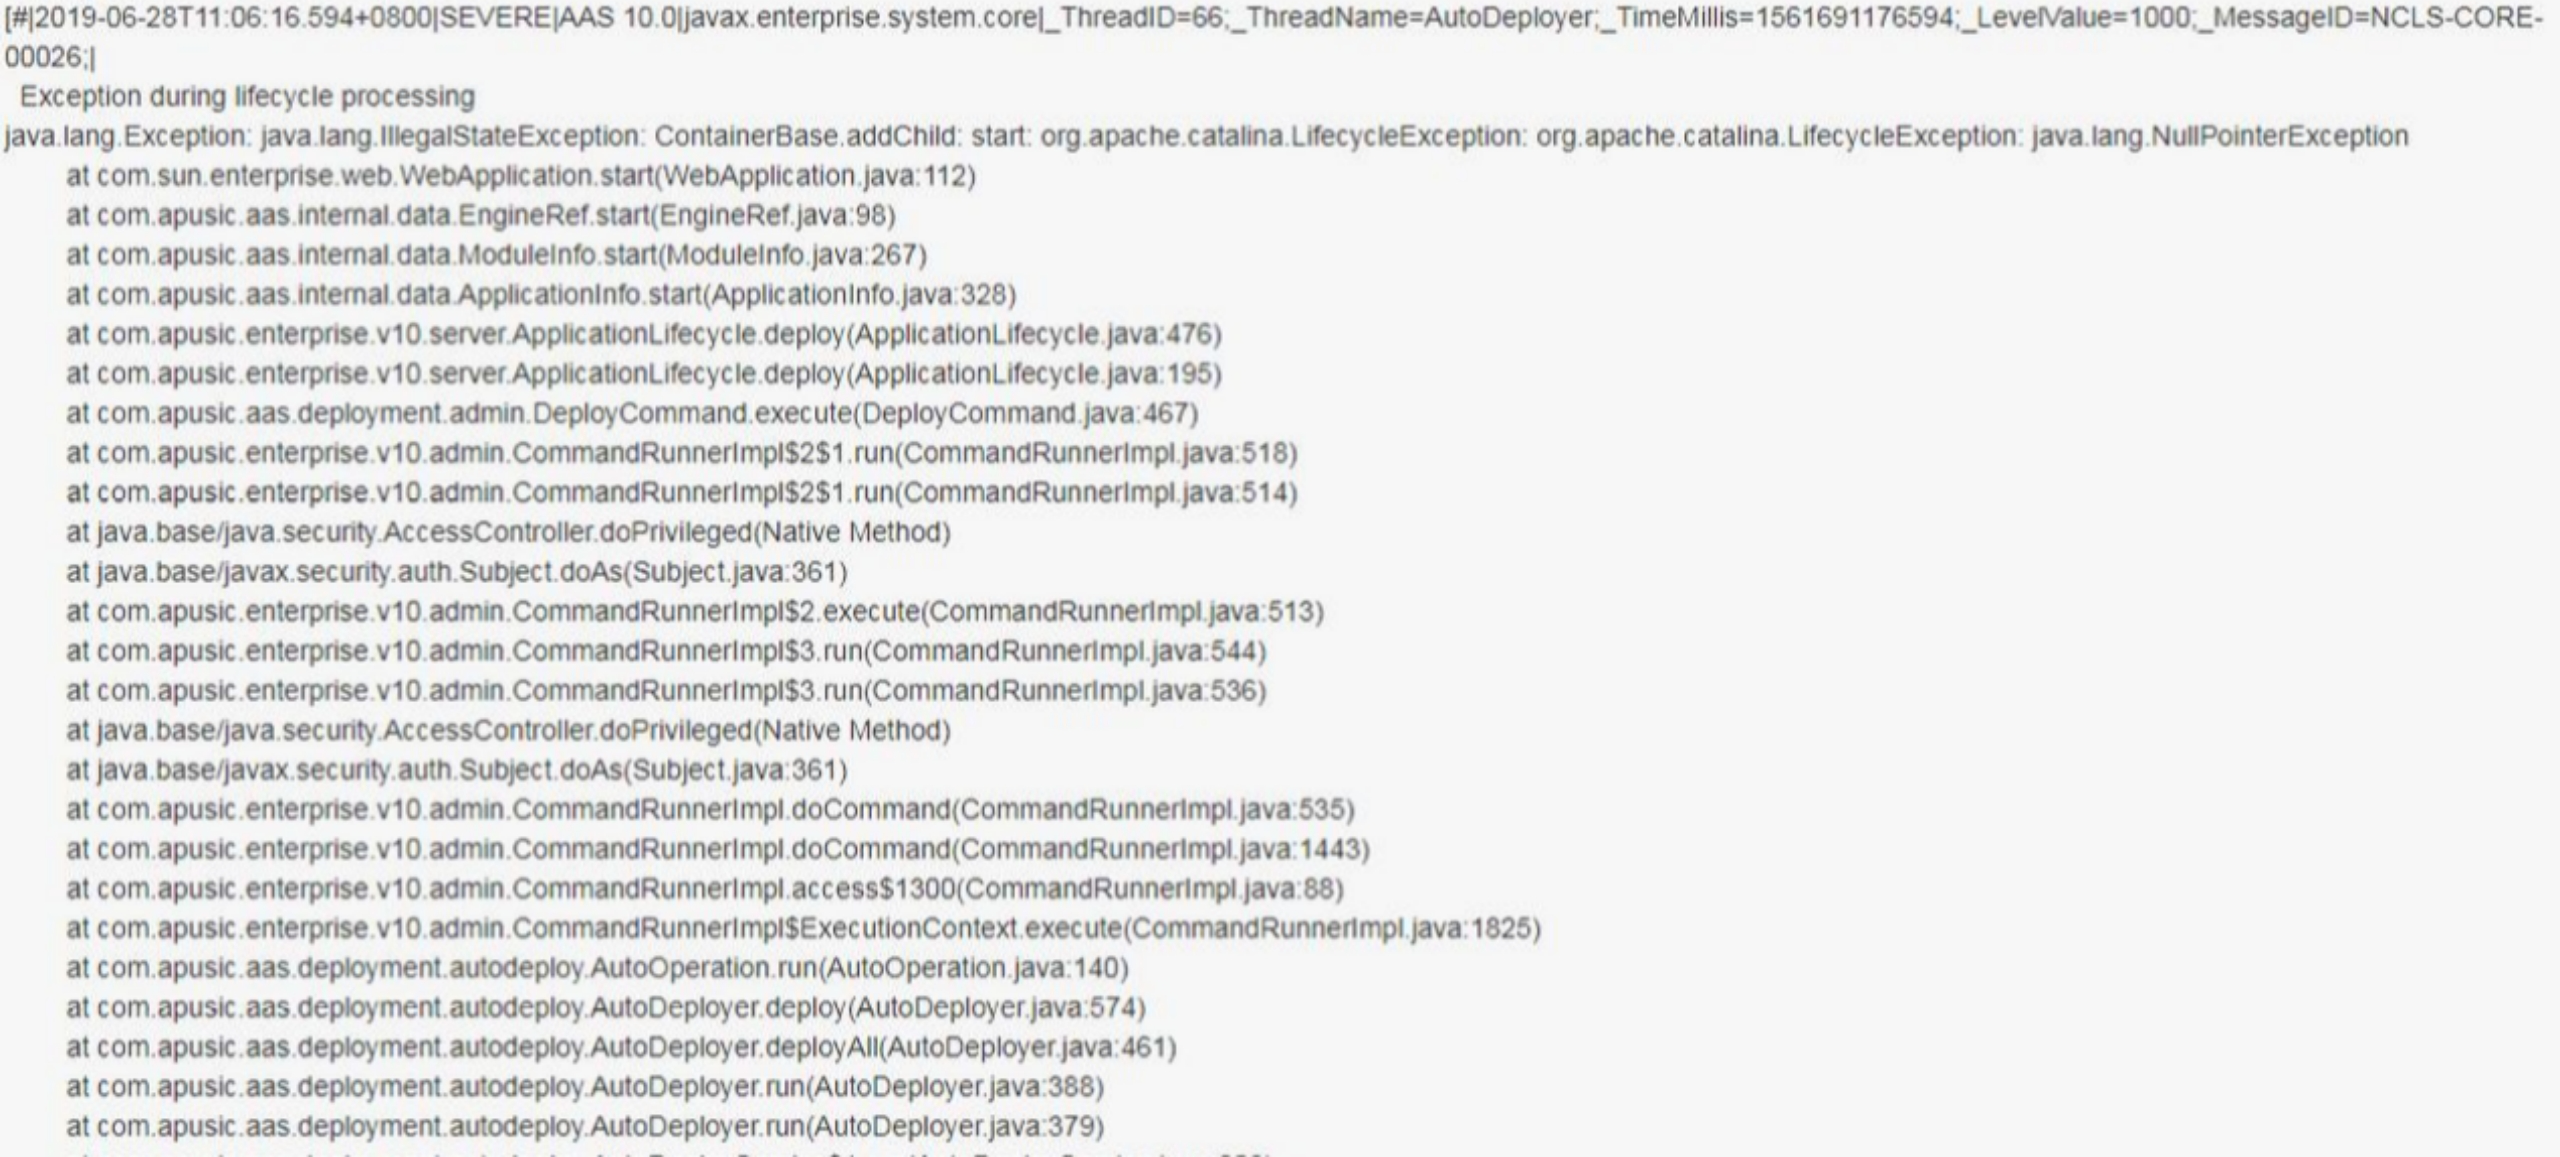 [#|2019-06-28T11:06:16.594+0800|SEVERE|AAS 10.0|javax.enterprise.system.core|_ThreadID=66;_ThreadName=AutoDeployer;_TimeMillis=1561691176594;_LevelValue=1000;_MessageID=NCLS-CORE-
00026;|
Exception during lifecycle processing
java.lang.Exception: java.lang.IllegalStateException: ContainerBase.addChild: start: org.apache.catalina.LifecycleException: org.apache.catalina.LifecycleException: java.lang.NullPointerException
at com.sun.enterprise.web.WebApplication.start(WebApplication.java:112)
at com.apusic.aas.internal.data.EngineRef.start(EngineRef.java:98)
at com.apusic.aas.internal.data.ModuleInfo.start(ModuleInfo.java:267)
at com.apusic.aas.internal.data.ApplicationInfo.start(ApplicationInfo.java:328)
at com.apusic.enterprise.v10.server.ApplicationLifecycle.deploy(ApplicationLifecycle.java:476)
at com.apusic.enterprise.v10.server.ApplicationLifecycle.deploy(ApplicationLifecycle.java:195)
at com.apusic.aas.deployment.admin.DeployCommand.execute(DeployCommand.java:467)
at com.apusic.enterprise.v10.admin.CommandRunnerImpl$2$1.run(CommandRunnerImpl.java:518)
at com.apusic.enterprise.v10.admin.CommandRunnerImpl$2$1.run(CommandRunnerImpl.java:514)
at java.base/java.security.AccessController.doPrivileged(Native Method)
at java.base/javax.security.auth.Subject.doAs(Subject.java:361)
at com.apusic.enterprise.v10.admin.CommandRunnerImpl$2.execute(CommandRunnerImpl.java:513)
at com.apusic.enterprise.v10.admin.CommandRunnerImpl$3.run(CommandRunnerImpl.java:544)
at com.apusic.enterprise.v10.admin.CommandRunnerImpl$3.run(CommandRunnerImpl.java:536)
at java.base/java.security.AccessController.doPrivileged(Native Method)
at java.base/javax.security.auth.Subject.doAs(Subject.java:361)
at com.apusic.enterprise.v10.admin.CommandRunnerImpl.doCommand(CommandRunnerImpl.java:535)
at com.apusic.enterprise.v10.admin.CommandRunnerImpl.doCommand(CommandRunnerImpl.java:1443)
at com.apusic.enterprise.v10.admin.CommandRunnerImpl.access$1300(CommandRunnerImpl.java:88)
at com.apusic.enterprise.v10.admin.CommandRunnerImpl$ExecutionContext.execute(CommandRunnerImpl.java:1825)
at com.apusic.aas.deployment.autodeploy.AutoOperation.run(AutoOperation.java:140)
at com.apusic.aas.deployment.autodeploy.AutoDeployer.deploy(AutoDeployer.java:574)
at com.apusic.aas.deployment.autodeploy.AutoDeployer.deployAll(AutoDeployer.java:461)
at com.apusic.aas.deployment.autodeploy.AutoDeployer.run(AutoDeployer.java:388)
at com.apusic.aas.deployment.autodeploy.AutoDeployer.run(AutoDeployer.java:379)